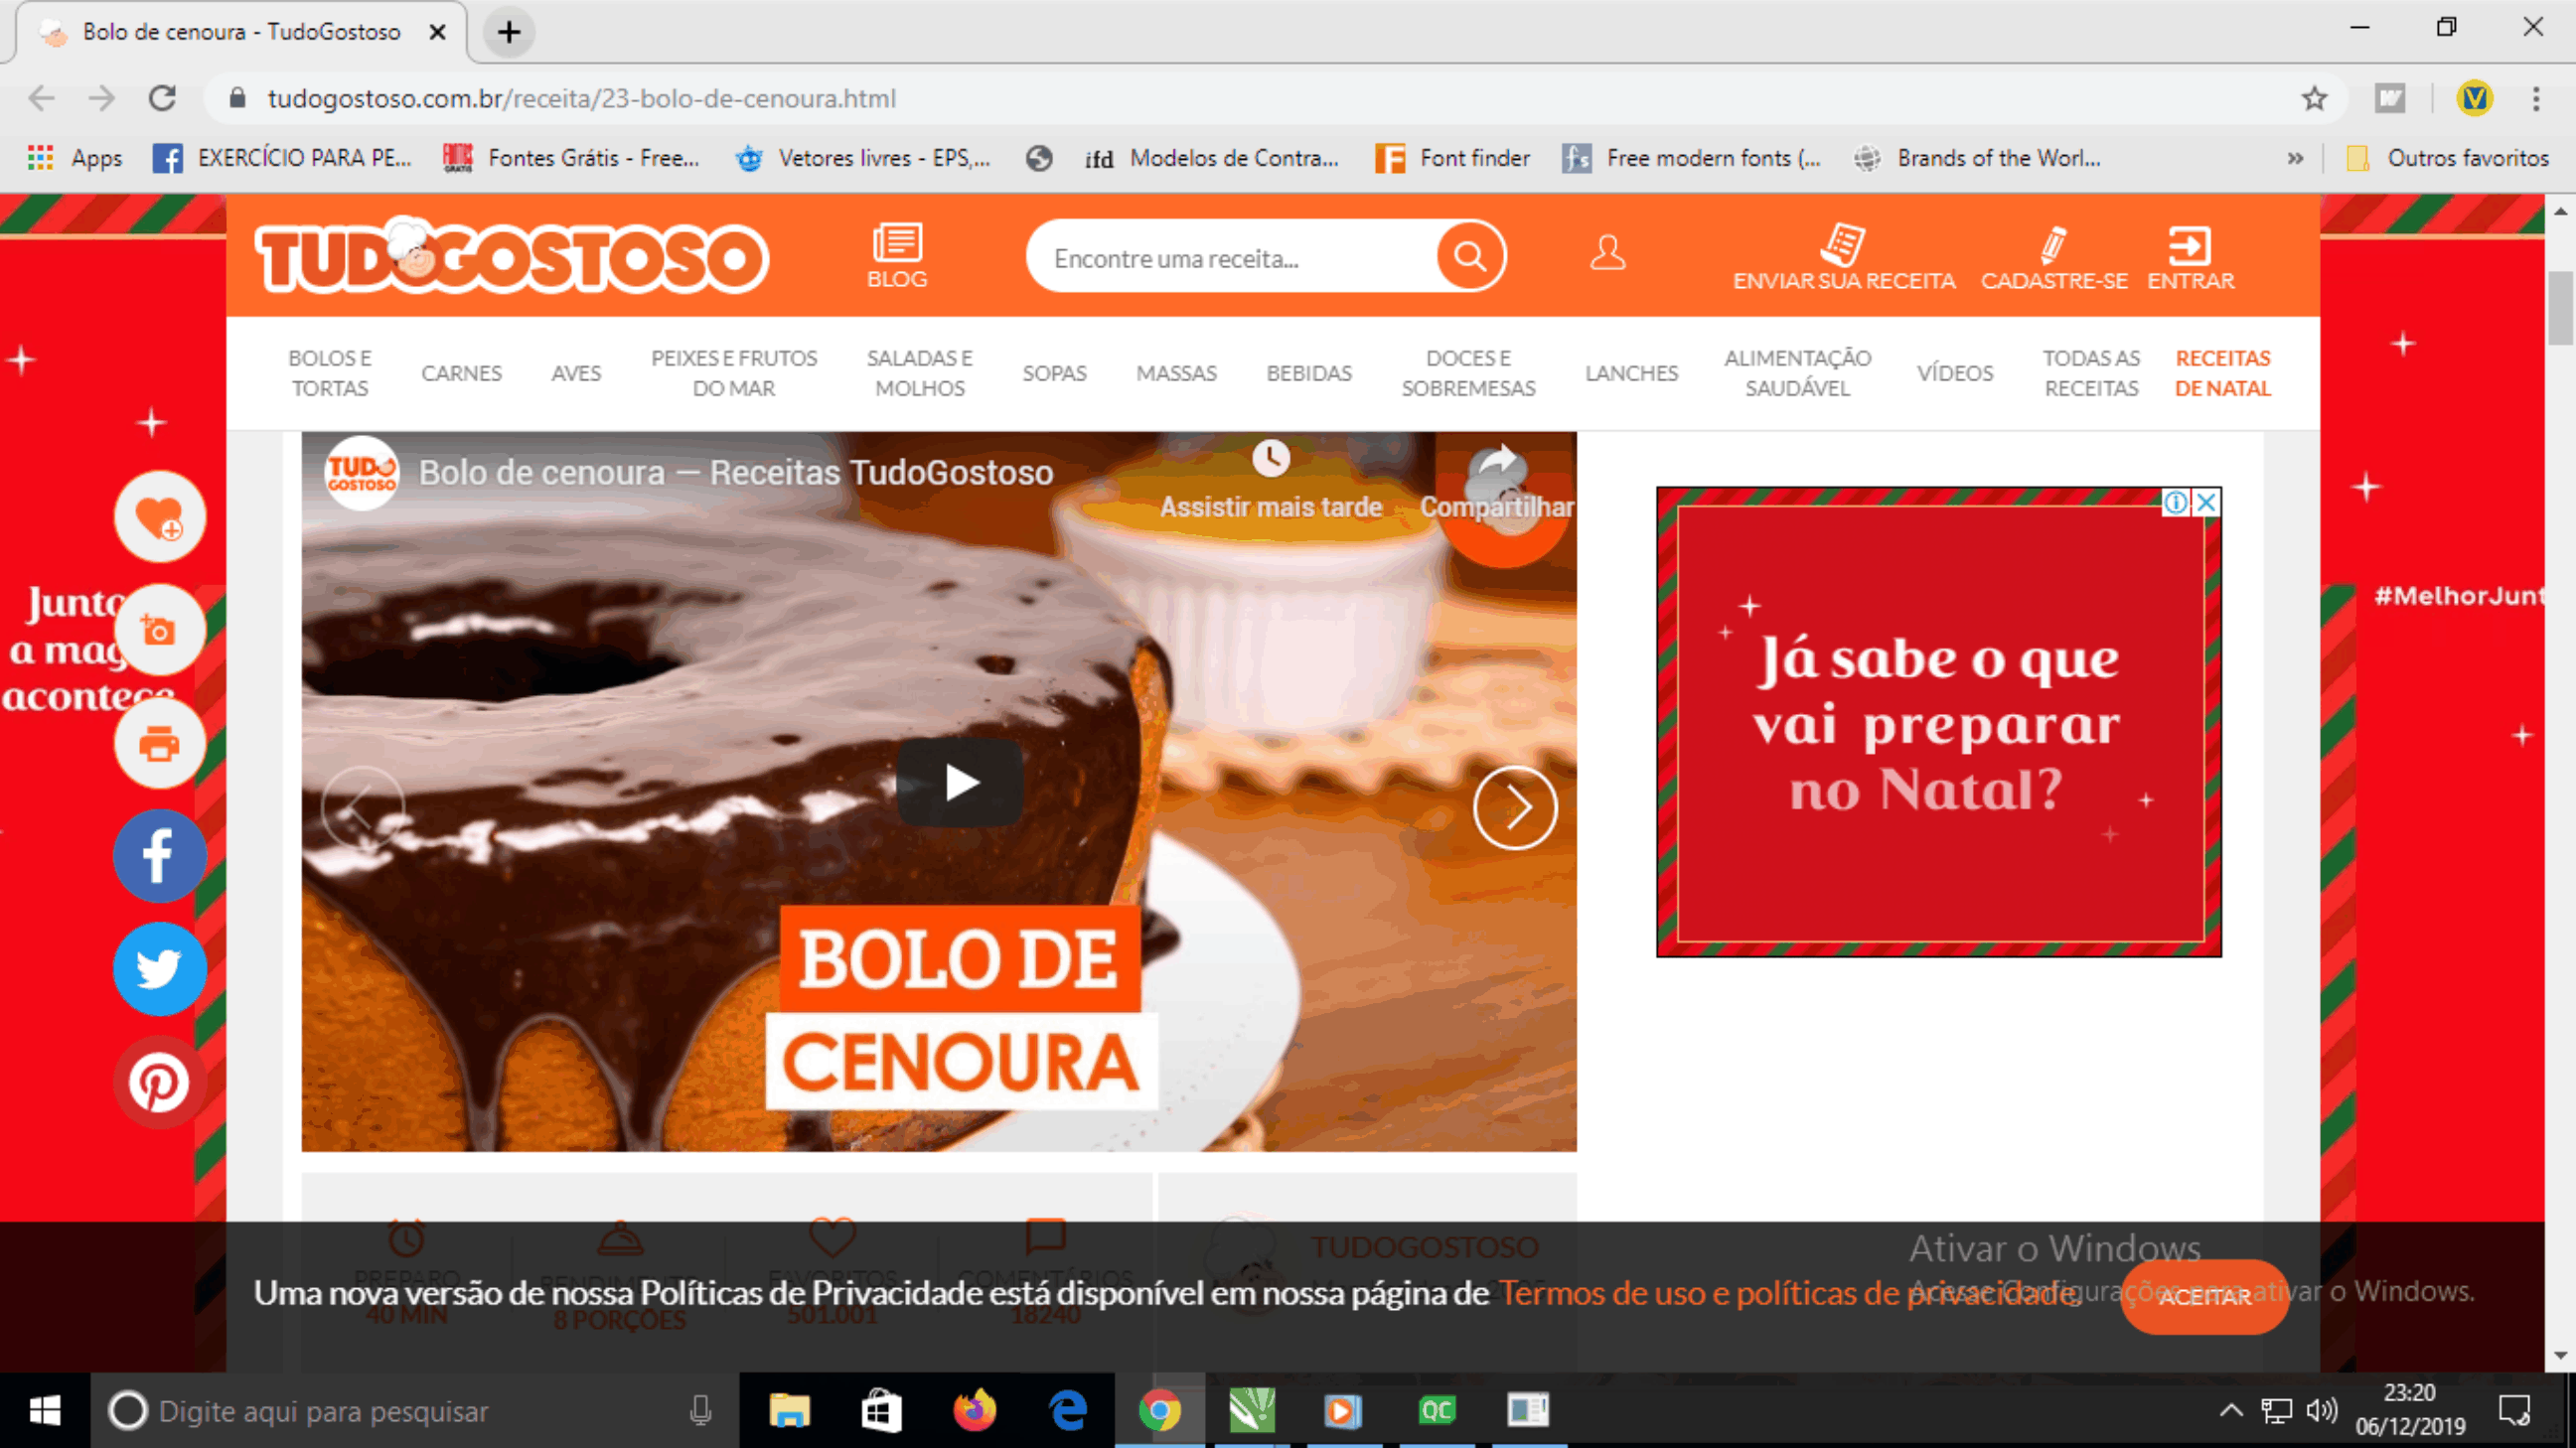 Bolo de cenoura - TudoGostoso
tudogostoso.com.br/receita/23-bolo-de-cenoura.html
Apps EXERCÍCIO PARA PE... Fontes Grátis - Free... Vetores livres - EPS,... ifd Modelos de Contra... Font finder Free modern fonts (... Brands of the Worl... » Outros favoritos
TUDOGOSTOSO
BLOG
Encontre uma receita...
ENVIAR SUA RECEITA CADASTRE-SE ENTRAR
BOLOS E
TORTAS
CARNES
AVES
PEIXES E FRUTOS
DO MAR
SALADAS E
MOLHOS
SOPAS
MASSAS
BEBIDAS
DOCES E
SOBREMESAS
LANCHES
ALIMENTAÇÃO
SAUDÁVEL
VÍDEOS
TODAS AS
RECEITAS
RECEITAS
DE NATAL
TUDO
GOSTOSO
Bolo de cenoura — Receitas TudoGostoso
Assistir mais tarde
Compartilhar
BOLO DE
CENOURA
Junto
a mag
acontece
Já sabe o que
vai preparar
no Natal?
#MelhorJunt
PREPARO
40 MIN
RENDIMENTO
8 PORÇÕES
FAVORITOS
501.001
COMENTÁRIOS
18240
TUDOGOSTOSO
Uma nova versão de nossa Políticas de Privacidade está disponível em nossa página de Termos de uso e políticas de privacidade.
ACEITAR
Ativar o Windows
Acesse Configurações para ativar o Windows.
Digite aqui para pesquisar
QC
23:20
06/12/2019